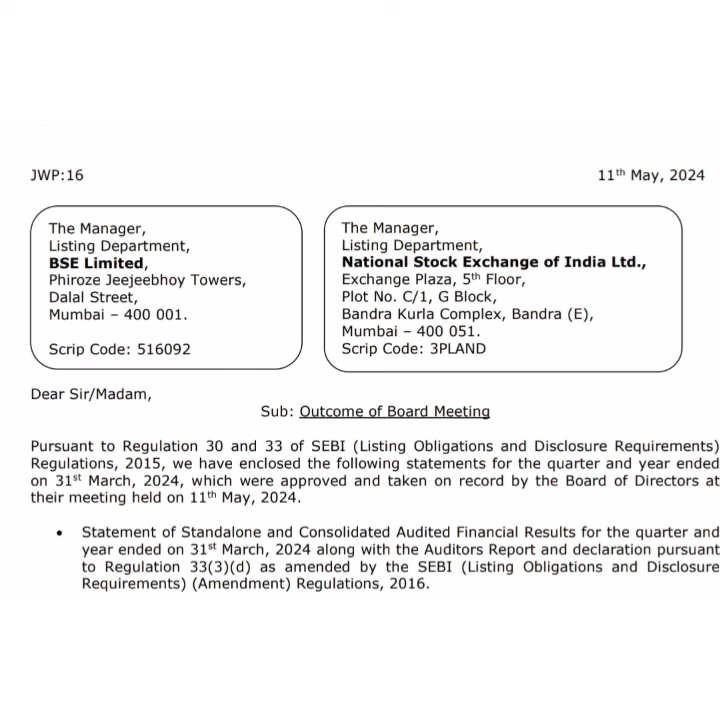 JWP:16
11th May, 2024
The Manager,
Listing Department,
BSE Limited,
Phiroze Jeejeebhoy Towers,
Dalal Street,
Mumbai – 400 001.
Scrip Code: 516092
The Manager,
Listing Department,
National Stock Exchange of India Ltd.,
Exchange Plaza, 5th Floor,
Plot No. C/1, G Block,
Bandra Kurla Complex, Bandra (E),
Mumbai – 400 051.
Scrip Code: 3PLAND
Dear Sir/Madam,
Sub: Outcome of Board Meeting
Pursuant to Regulation 30 and 33 of SEBI (Listing Obligations and Disclosure Requirements)
Regulations, 2015, we have enclosed the following statements for the quarter and year ended
on 31st March, 2024, which were approved and taken on record by the Board of Directors at
their meeting held on 11th May, 2024.
• Statement of Standalone and Consolidated Audited Financial Results for the quarter and
year ended on 31st March, 2024 along with the Auditors Report and declaration pursuant
to Regulation 33(3)(d) as amended by the SEBI (Listing Obligations and Disclosure
Requirements) (Amendment) Regulations, 2016.